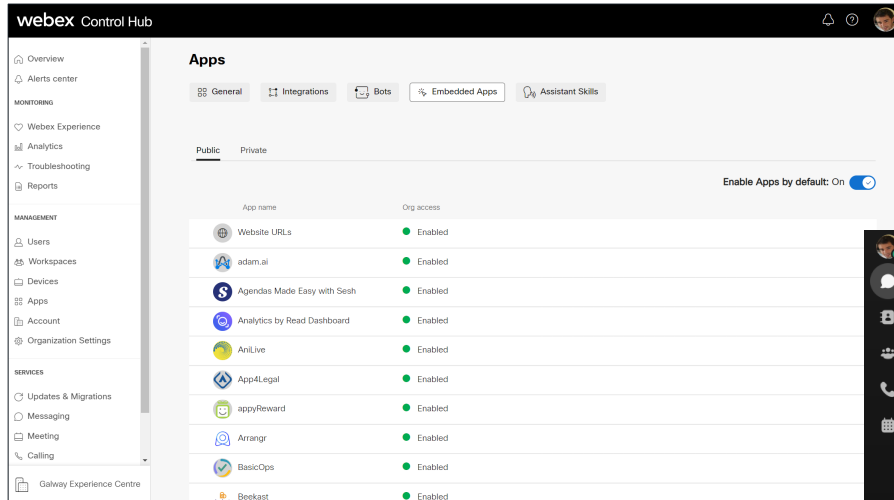 webex Control Hub
Overview
Alerts center
MONITORING
Webex Experience
Analytics
Troubleshooting
Reports
MANAGEMENT
Users
Workspaces
Devices
Apps
Account
Organization Settings
SERVICES
Updates & Migrations
Messaging
Meeting
Calling
Galway Experience Centre
Apps
General Integrations Bots Embedded Apps Assistant Skills
Public Private
Enable Apps by default: On
App name Org access
Website URLs Enabled
adam.ai Enabled
Agendas Made Easy with Sesh Enabled
Analytics by Read Dashboard Enabled
AniLive Enabled
App4Legal Enabled
appyReward Enabled
Arrangr Enabled
BasicOps Enabled
Beekast Enabled